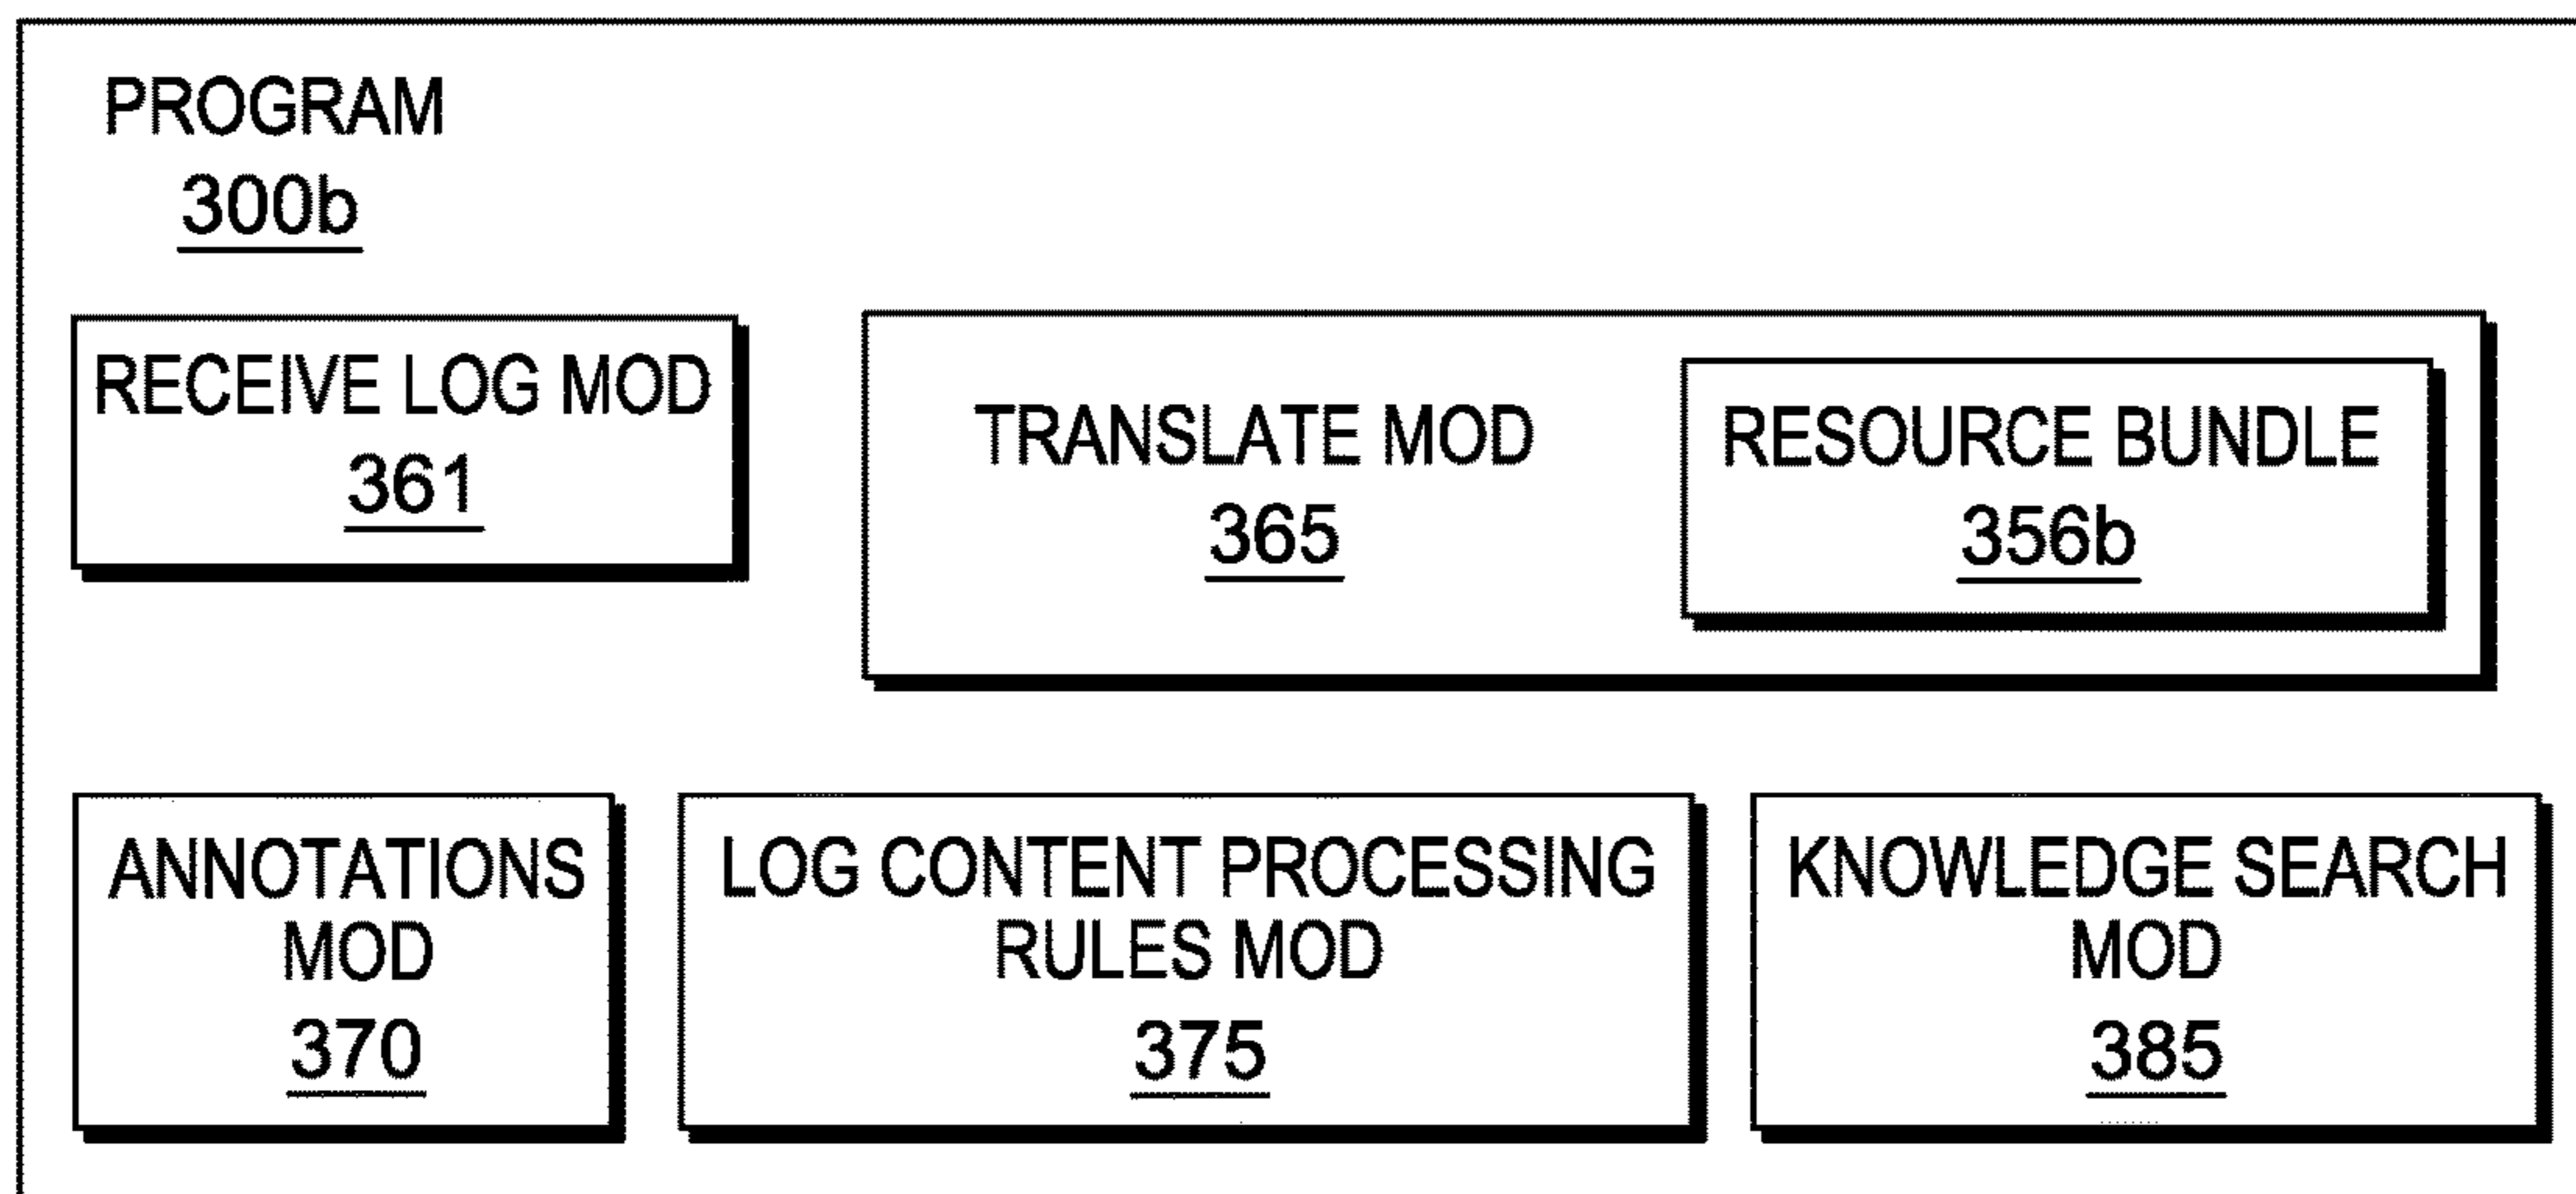 PROGRAM
300b
RECEIVE LOG MOD
361
TRANSLATE MOD
365
RESOURCE BUNDLE
356b
ANNOTATIONS
MOD
370
LOG CONTENT PROCESSING
RULES MOD
375
KNOWLEDGE SEARCH
MOD
385